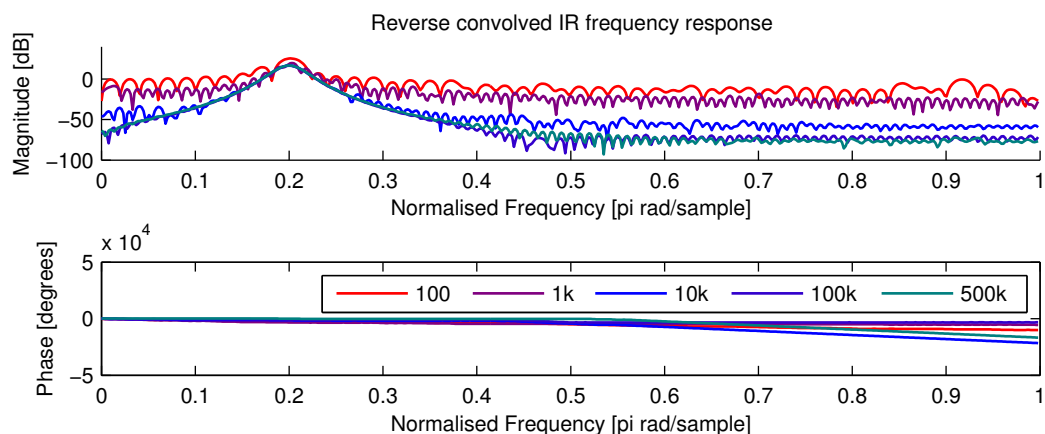 Reverse convolved IR frequency response
Magnitude [dB]
0
−50
−100
0 0.1 0.2 0.3 0.4 0.5 0.6 0.7 0.8 0.9 1
Normalised Frequency [pi rad/sample]
x 10^4
Phase [degrees]
5
0
−5
100 1k 10k 100k 500k
0 0.1 0.2 0.3 0.4 0.5 0.6 0.7 0.8 0.9 1
Normalised Frequency [pi rad/sample]